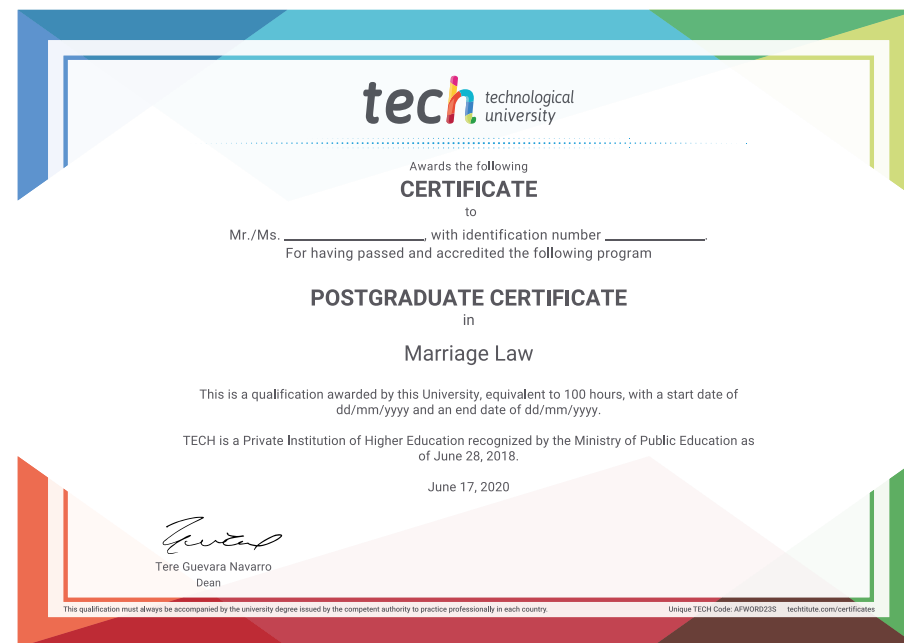 tech technological
university
Awards the following
CERTIFICATE
to
Mr./Ms. ____________________, with identification number ______________.
For having passed and accredited the following program
POSTGRADUATE CERTIFICATE
in
Marriage Law
This is a qualification awarded by this University, equivalent to 100 hours, with a start date of
dd/mm/yyyy and an end date of dd/mm/yyyy.
TECH is a Private Institution of Higher Education recognized by the Ministry of Public Education as
of June 28, 2018.
June 17, 2020
Tere Guevara Navarro
Dean
This qualification must always be accompanied by the university degree issued by the competent authority to practice professionally in each country. Unique TECH Code: AFWORD23S techtitute.com/certificates